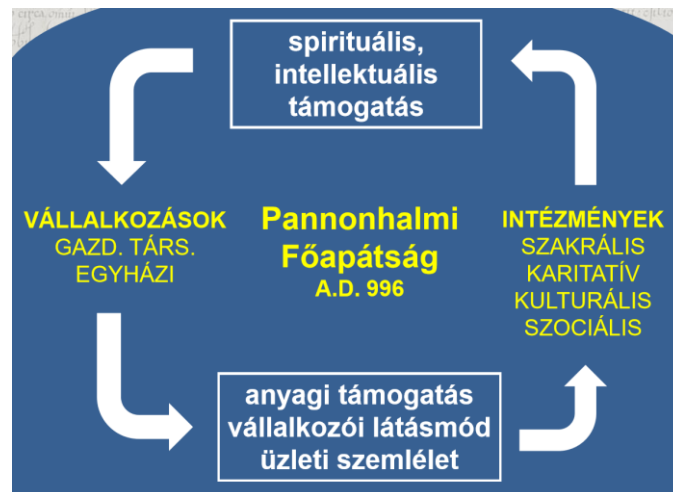 spirituális,
intellektuális
támogatás
VÁLLALKOZÁSOK
GAZD. TÁRS.
EGYHÁZI
Pannonhalmi
Főapátság
A.D. 996
INTÉZMÉNYEK
SZAKRÁLIS
KARITATÍV
KULTURÁLIS
SZOCIÁLIS
anyagi támogatás
vállalkozói látásmód
üzleti szemlélet